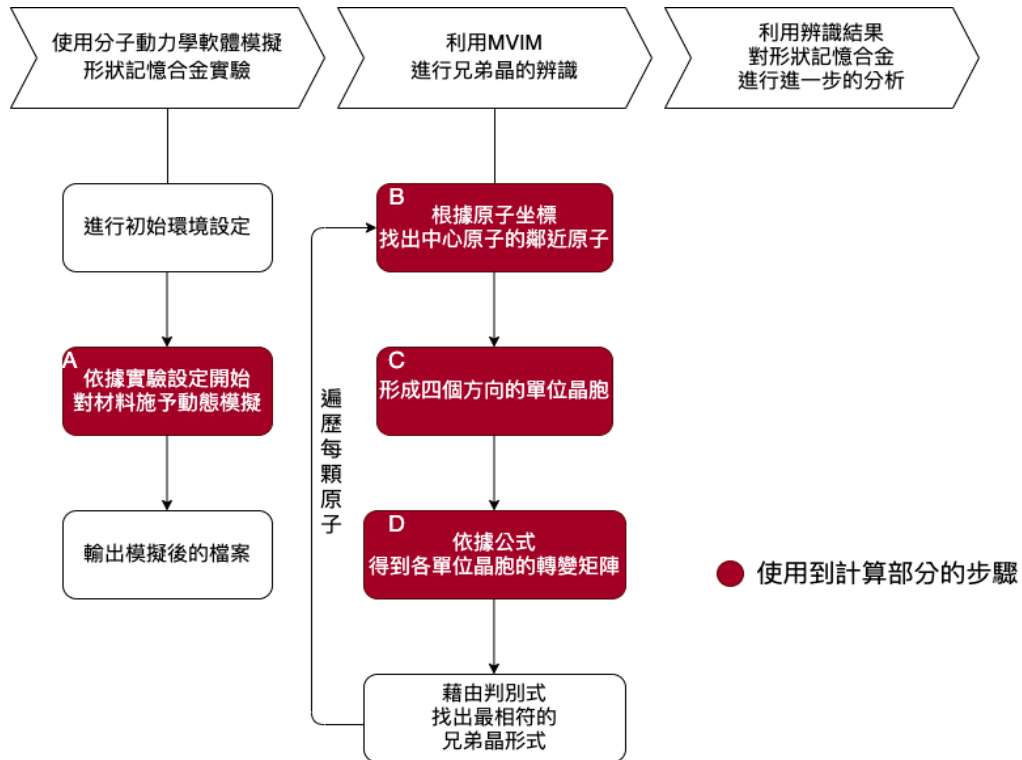 使用分子動力學軟體模擬
形狀記憶合金實驗
利用MVIM
進行兄弟晶的辨識
利用辨識結果
對形狀記憶合金
進行進一步的分析
進行初始環境設定
A
依據實驗設定開始
對材料施予動態模擬
輸出模擬後的檔案
遍歷每顆原子
B
根據原子坐標
找出中心原子的鄰近原子
C
形成四個方向的單位晶胞
D
依據公式
得到各單位晶胞的轉變矩陣
藉由判別式
找出最相符的
兄弟晶形式
使用到計算部分的步驟